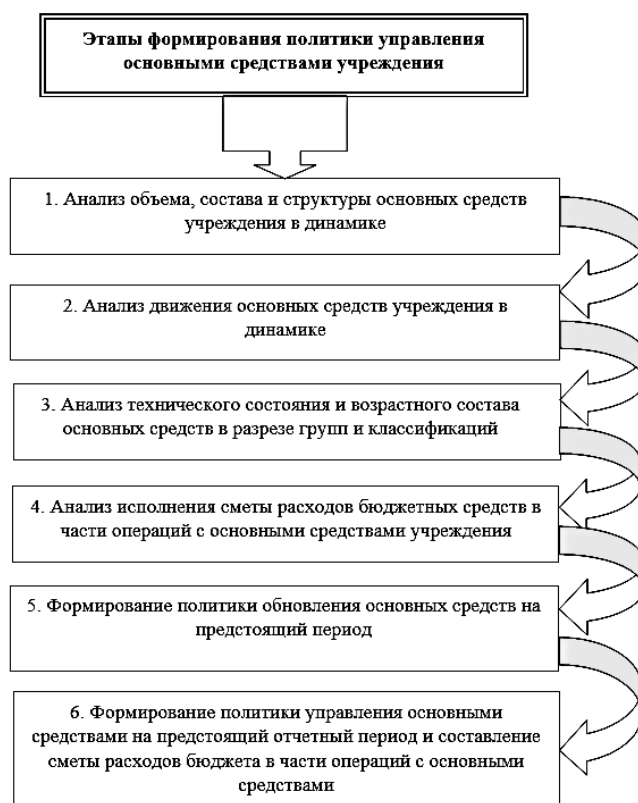 Этапы формирования политики управления
основными средствами учреждения
1. Анализ объема, состава и структуры основных средств
учреждения в динамике
2. Анализ движения основных средств учреждения в
динамике
3. Анализ технического состояния и возрастного состава
основных средств в разрезе групп и классификаций
4. Анализ исполнения сметы расходов бюджетных средств в
части операций с основными средствами учреждения
5. Формирование политики обновления основных средств на
предстоящий период
6. Формирование политики управления основными
средствами на предстоящий отчетный период и составление
сметы расходов бюджета в части операций с основными
средствами